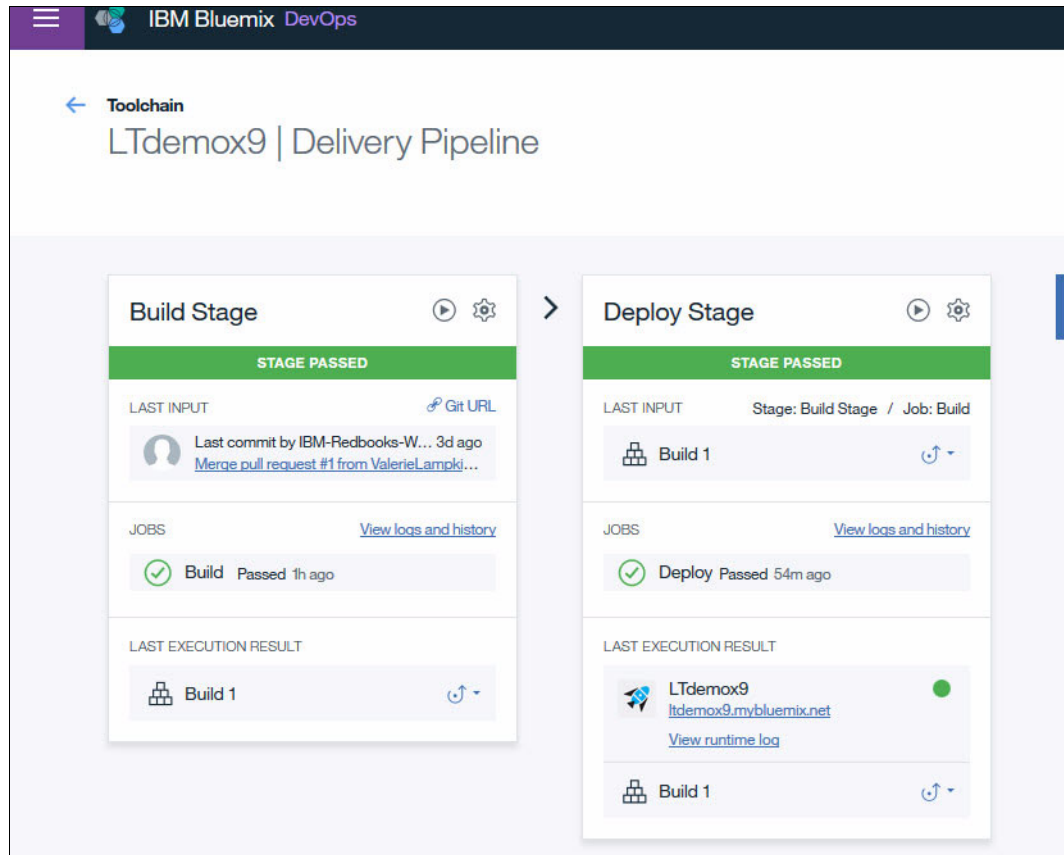 IBM Bluemix DevOps
Toolchain
LTdemox9 | Delivery Pipeline
Build Stage
STAGE PASSED
LAST INPUT Git URL
Last commit by IBM-Redbooks-W... 3d ago
Merge pull request #1 from ValerieLampki...
JOBS View logs and history
Build Passed 1h ago
LAST EXECUTION RESULT
Build 1
Deploy Stage
STAGE PASSED
LAST INPUT Stage: Build Stage / Job: Build
Build 1
JOBS View logs and history
Deploy Passed 54m ago
LAST EXECUTION RESULT
LTdemox9
ltdemox9.mybluemix.net
View runtime log
Build 1